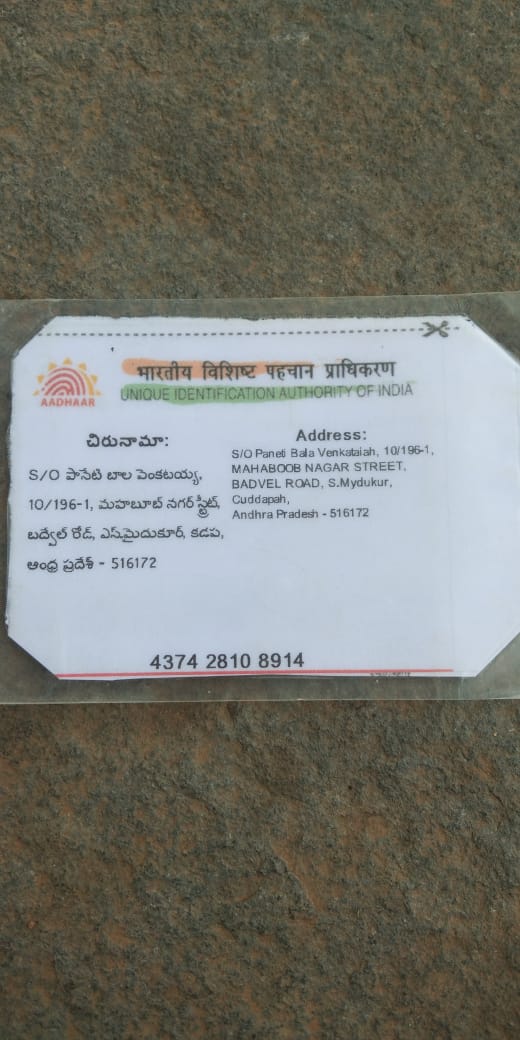 भारतीय विशिष्ट पहचान प्राधिकरण
UNIQUE IDENTIFICATION AUTHORITY OF INDIA
AADHAAR
చిరునామా:
S/O పానేటి బాల వెంకటయ్య,
10/196-1, మహబూబ్ నగర్ స్ట్రీట్,
బద్వేల్ రోడ్, ఎస్.మైదుకూర్, కడప,
ఆంధ్ర ప్రదేశ్ - 516172
Address:
S/O Paneti Bala Venkataiah, 10/196-1,
MAHABOOB NAGAR STREET,
BADVEL ROAD, S.Mydukur,
Cuddapah,
Andhra Pradesh - 516172
4374 2810 8914